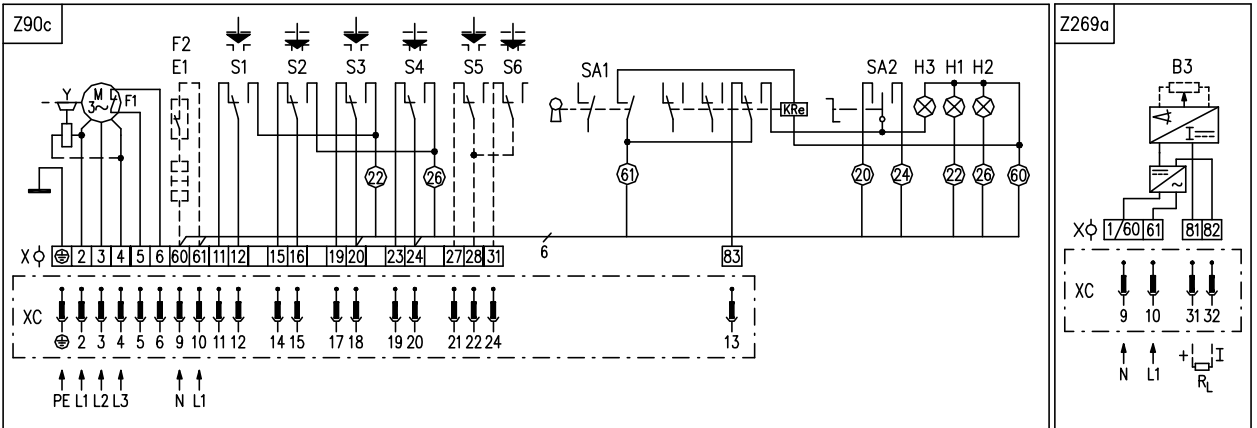 Z90c
Z269a
F2
E1 S1 S2 S3 S4 S5 S6 SA1 SA2 H3 H1 H2 B3
Y M 3~ F1
KRe
I
22 26 61 20 24 22 26 60
~
6
X 2 3 4 5 6 60 61 11 12 15 16 19 20 23 24 27 28 31 83
X 1/60 61 81 82
XC
2 3 4 5 6 9 10 11 12 14 15 17 18 19 20 21 22 24 13
XC
9 10 31 32
PE L1 L2 L3 N L1
N L1 + I
RL